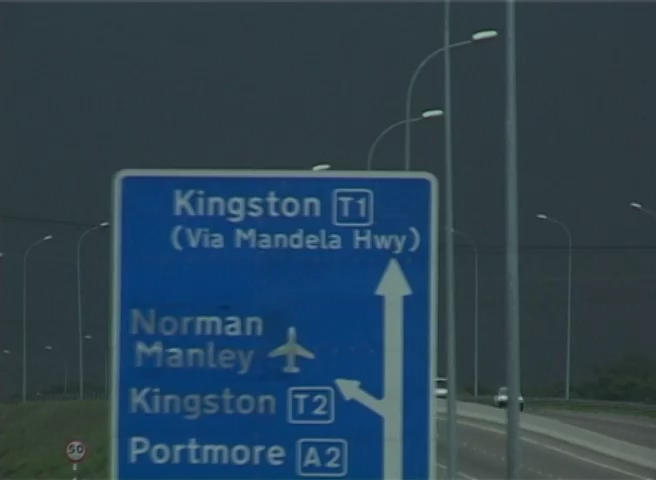 Kingston T1
(Via Mandela Hwy)
Norman
Manley
Kingston T2
Portmore A2
50